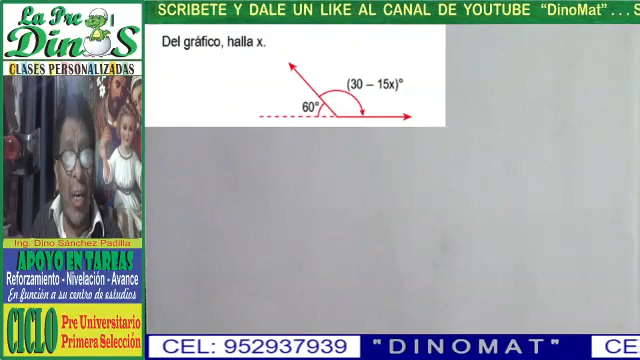 SCRIBETE Y DALE UN LIKE AL CANAL DE YOUTUBE "DinoMat"...S
La Pre
DinoS
CLASES PERSONALIZADAS
Del gráfico, halla x.
(30 – 15x)°
60°
Ing. Dino Sánchez Padilla
APOYO EN TAREAS
Reforzamiento - Nivelación - Avance
En función a su centro de estudios
CICLO Pre Universitario
Primera Selección
CEL: 952937939 "DINOMAT" CE